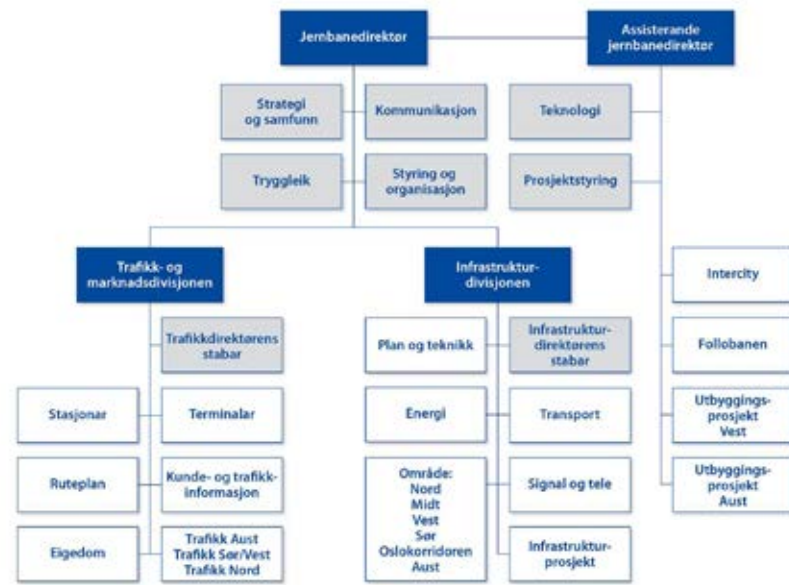 Jernbanedirektør
Assisterande
jernbanedirektør
Strategi
og samfunn
Kommunikasjon
Teknologi
Tryggleik
Styring og
organisasjon
Prosjektstyring
Trafikk- og
marknadsdivisjonen
Infrastruktur-
divisjonen
Intercity
Trafikkdirektørens
stabar
Plan og teknikk
Infrastruktur-
direktørens
stabar
Follobanen
Stasjonar
Terminalar
Energi
Transport
Utbyggings-
prosjekt
Vest
Ruteplan
Kunde- og trafikk-
informasjon
Område:
Nord
Midt
Vest
Sør
Oslokorridoren
Aust
Signal og tele
Utbyggings-
prosjekt
Aust
Eigedom
Trafikk Aust
Trafikk Sør/Vest
Trafikk Nord
Infrastruktur-
prosjekt